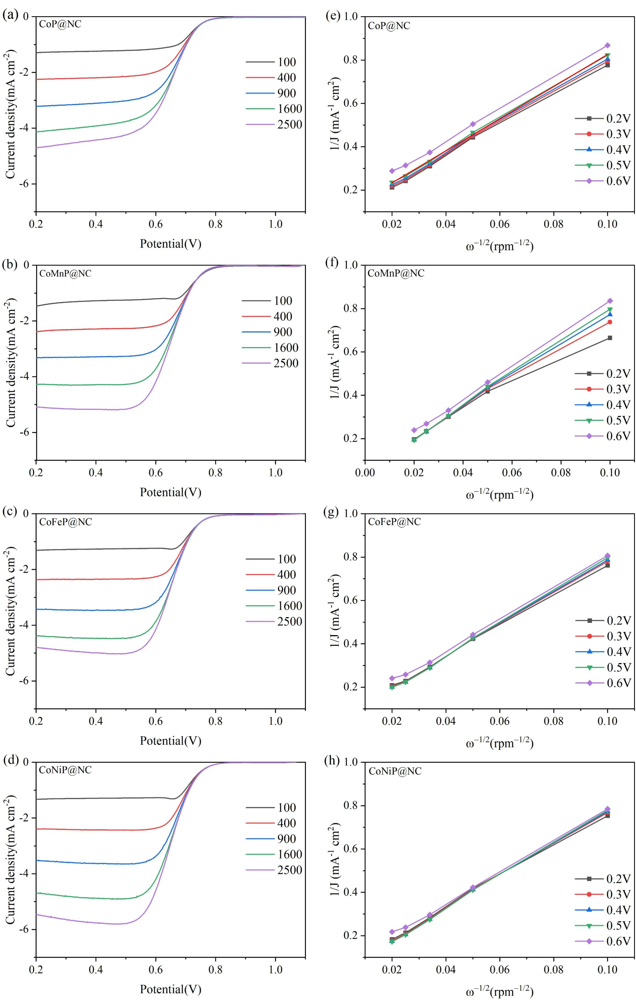 (a)
CoP@NC
Current density(mA cm⁻²)
0
-2
-4
-6
100
400
900
1600
2500
0.2 0.4 0.6 0.8 1.0
Potential(V)
(e)
CoP@NC
1/J (mA⁻¹ cm²)
1.0
0.8
0.6
0.4
0.2
0.2V
0.3V
0.4V
0.5V
0.6V
0.02 0.04 0.06 0.08 0.10
ω⁻¹/²(rpm⁻¹/²)
(b)
CoMnP@NC
Current density(mA cm⁻²)
0
-2
-4
-6
100
400
900
1600
2500
0.2 0.4 0.6 0.8 1.0
Potential(V)
(f)
CoMnP@NC
1/J (mA⁻¹ cm²)
1.0
0.8
0.6
0.4
0.2
0.2V
0.3V
0.4V
0.5V
0.6V
0.00 0.02 0.04 0.06 0.08 0.10
ω⁻¹/²(rpm⁻¹/²)
(c)
CoFeP@NC
Current density(mA cm⁻²)
0
-2
-4
-6
100
400
900
1600
2500
0.2 0.4 0.6 0.8 1.0
Potential(V)
(g)
CoFeP@NC
1/J (mA⁻¹ cm²)
1.0
0.8
0.6
0.4
0.2
0.2V
0.3V
0.4V
0.5V
0.6V
0.02 0.04 0.06 0.08 0.10
ω⁻¹/²(rpm⁻¹/²)
(d)
CoNiP@NC
Current density(mA cm⁻²)
0
-2
-4
-6
100
400
900
1600
2500
0.2 0.4 0.6 0.8 1.0
Potential(V)
(h)
CoNiP@NC
1/J (mA⁻¹ cm²)
1.0
0.8
0.6
0.4
0.2
0.2V
0.3V
0.4V
0.5V
0.6V
0.02 0.04 0.06 0.08 0.10
ω⁻¹/²(rpm⁻¹/²)